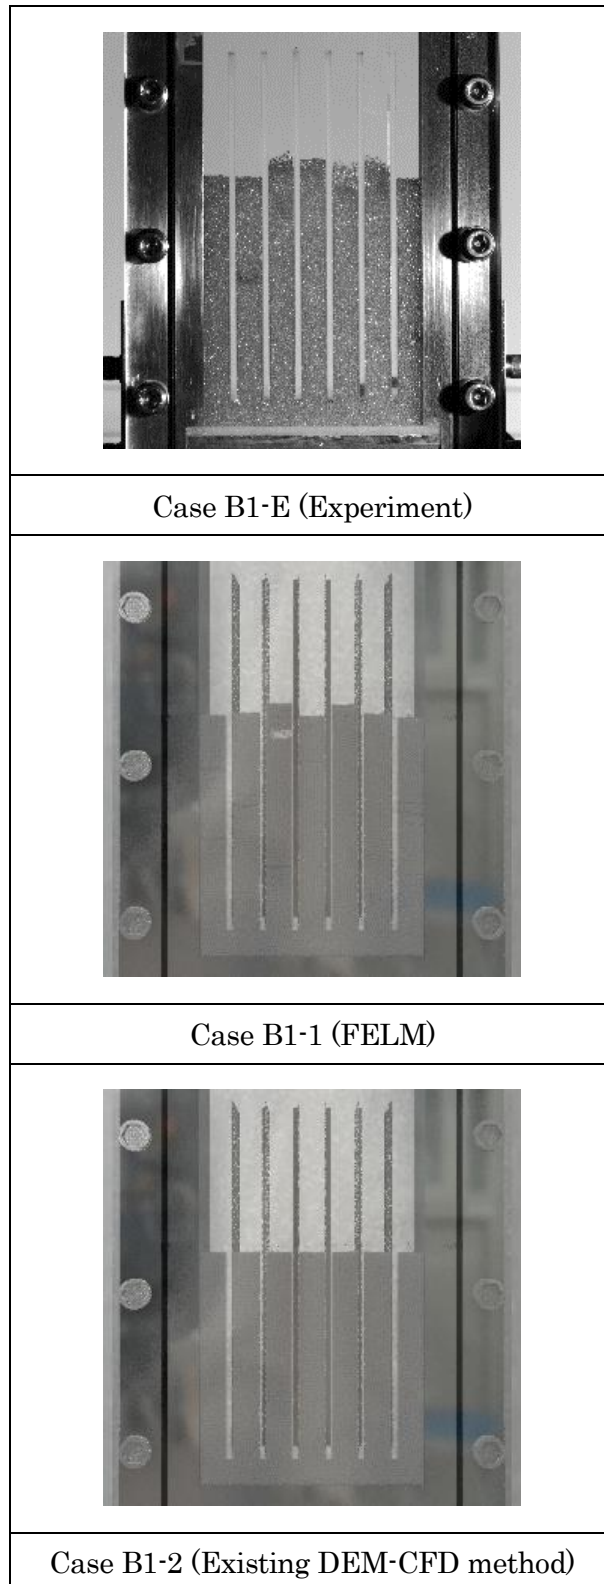 Case B1-E (Experiment)
Case B1-1 (FELM)
Case B1-2 (Existing DEM-CFD method)